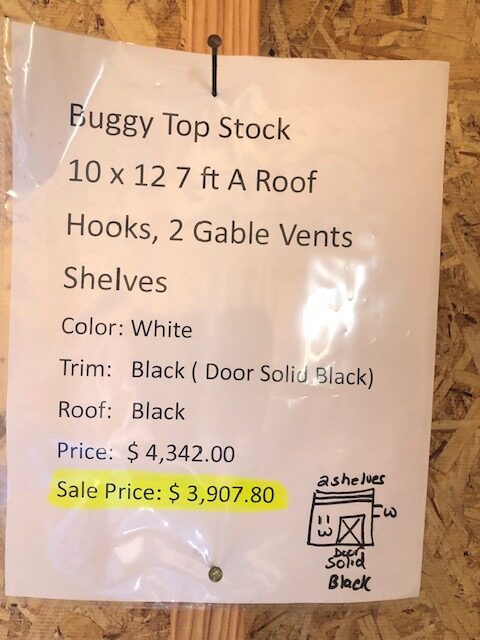 Buggy Top Stock
10 x 12 7 ft A Roof
Hooks, 2 Gable Vents
Shelves
Color: White
Trim: Black ( Door Solid Black)
Roof: Black
Price: $ 4,342.00
Sale Price: $ 3,907.80
2 shelves
W
W
Door
Solid
Black